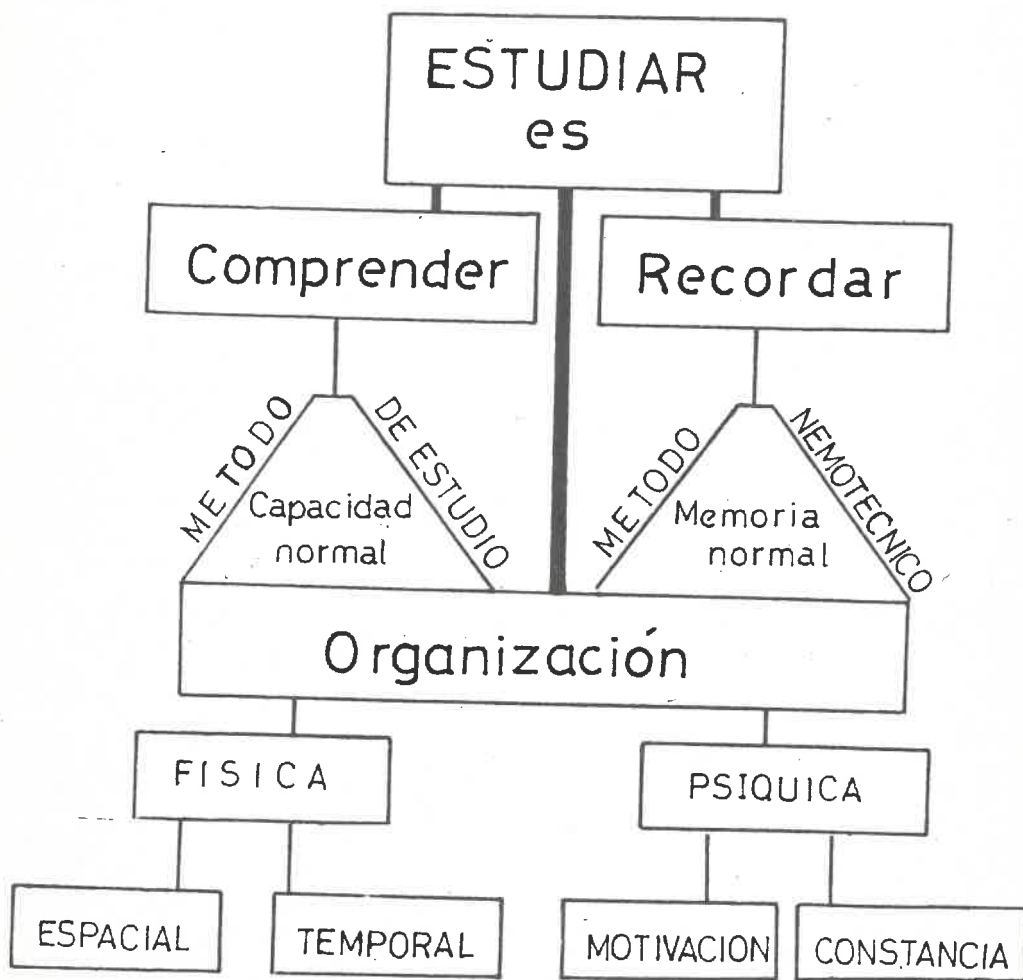 ESTUDIAR
es
Comprender
Recordar
METODO
DE ESTUDIO
Capacidad
normal
METODO
NEMOTECNICO
Memoria
normal
Organización
FISICA
PSIQUICA
ESPACIAL
TEMPORAL
MOTIVACION
CONSTANCIA